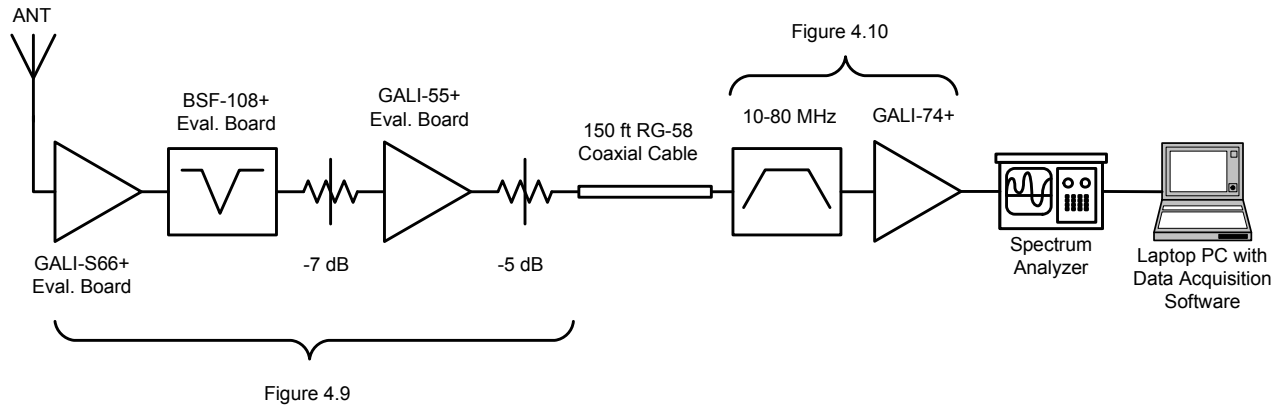 ANT
Figure 4.10
BSF-108+
Eval. Board
GALI-55+
Eval. Board
150 ft RG-58
Coaxial Cable
10-80 MHz
GALI-74+
GALI-S66+
Eval. Board
-7 dB
-5 dB
Spectrum
Analyzer
Laptop PC with
Data Acquisition
Software
Figure 4.9